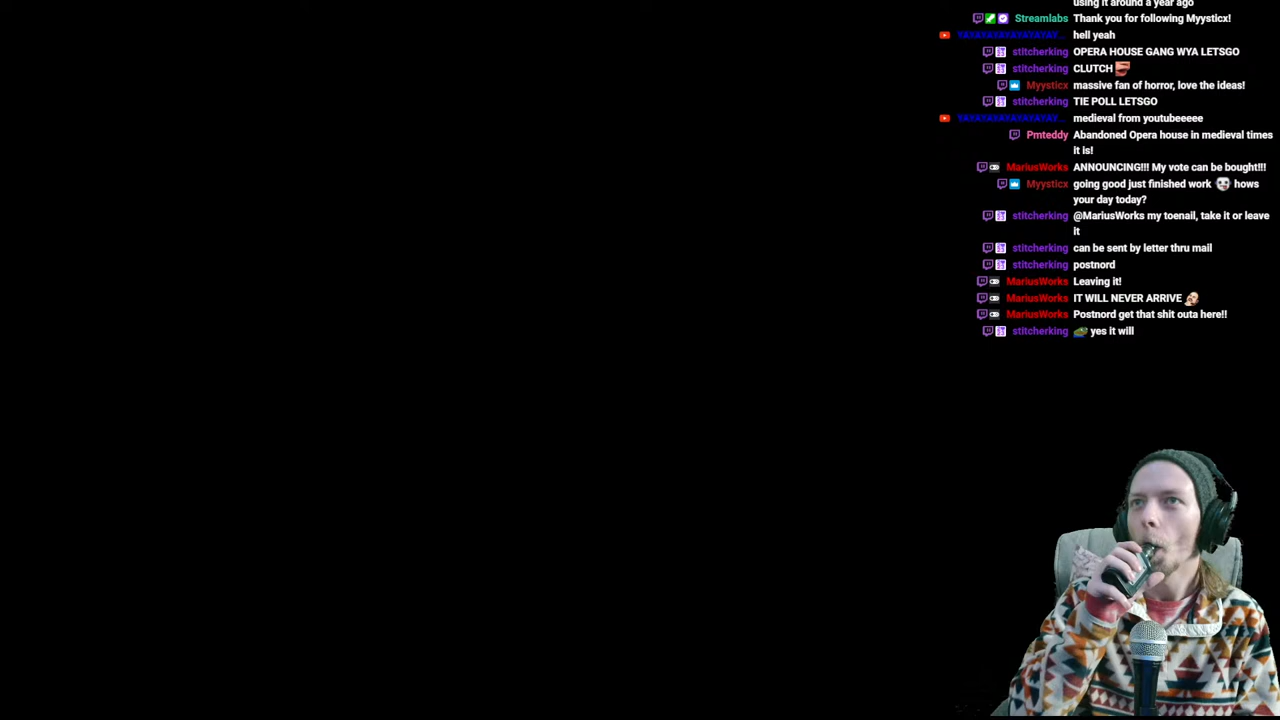 using it around a year ago
Streamlabs Thank you for following Myysticx!
YAYAYAYAYAYAYAYAY... hell yeah
stitcherking OPERA HOUSE GANG WYA LETSGO
stitcherking CLUTCH
Myysticx massive fan of horror, love the ideas!
stitcherking TIE POLL LETSGO
YAYAYAYAYAYAYAYAY... medieval from youtubeeeee
Pmteddy Abandoned Opera house in medieval times
it is!
MariusWorks ANNOUNCING!!! My vote can be bought!!!
Myysticx going good just finished work hows
your day today?
stitcherking @MariusWorks my toenail, take it or leave
it
stitcherking can be sent by letter thru mail
stitcherking postnord
MariusWorks Leaving it!
MariusWorks IT WILL NEVER ARRIVE
MariusWorks Postnord get that shit outa here!!
stitcherking yes it will